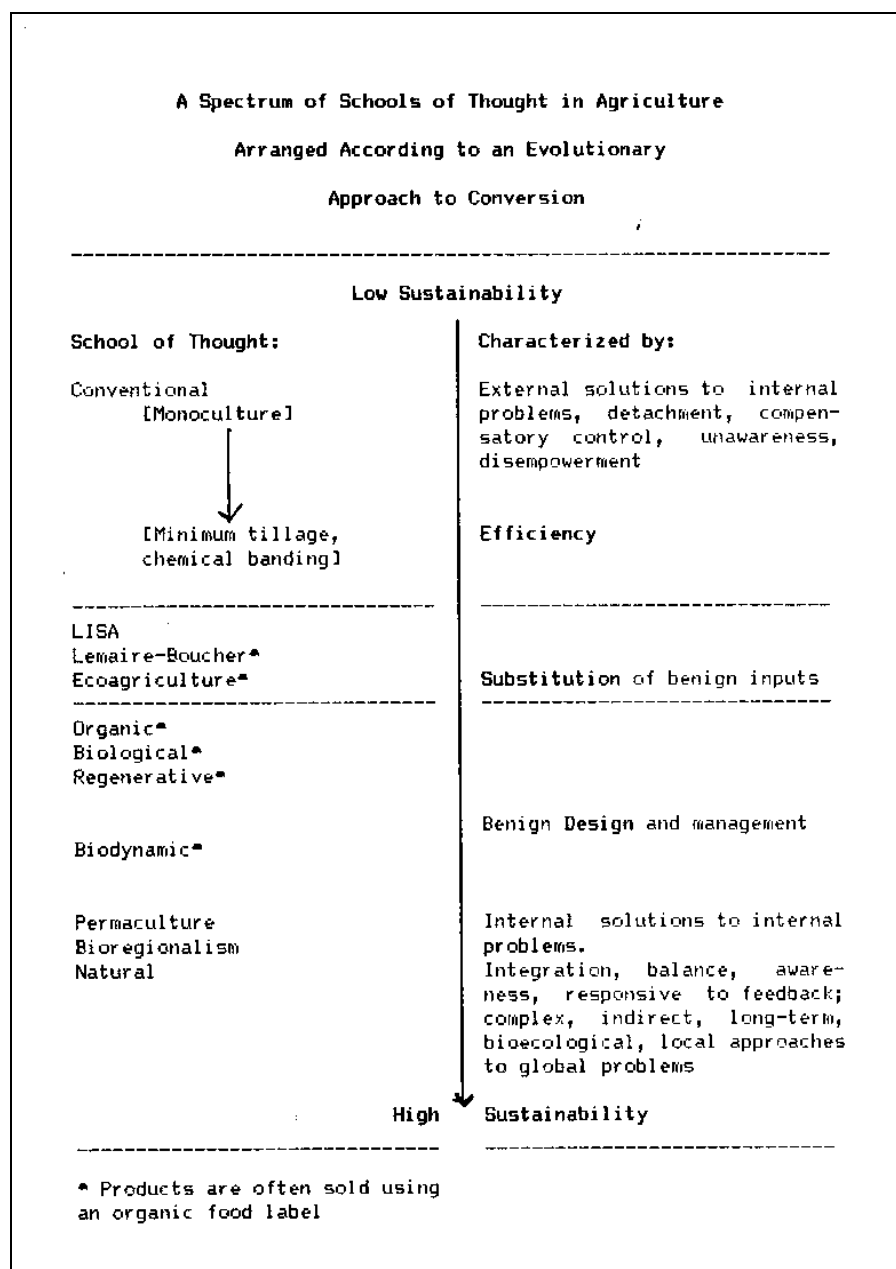 A Spectrum of Schools of Thought in Agriculture
Arranged According to an Evolutionary
Approach to Conversion
Low Sustainability
School of Thought:
Conventional
[Monoculture]
[Minimum tillage,
chemical banding]
LISA
Lemaire-Boucher*
Ecoagriculture*
Organic*
Biological*
Regenerative*
Biodynamic*
Permaculture
Bioregionalism
Natural
Characterized by:
External solutions to internal
problems, detachment, compen-
satory control, unawareness,
disempowerment
Efficiency
Substitution of benign inputs
Benign Design and management
Internal solutions to internal
problems.
Integration, balance, aware-
ness, responsive to feedback;
complex, indirect, long-term,
bioecological, local approaches
to global problems
High Sustainability
* Products are often sold using
an organic food label